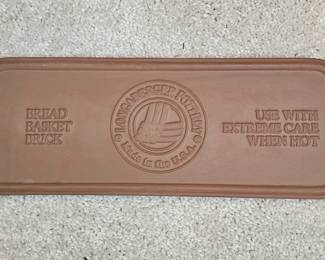 BREAD
BASKET
BRICK
LONGABERGER POTTERY
Made in the U.S.A.
USE WITH
EXTREME CARE
WHEN HOT